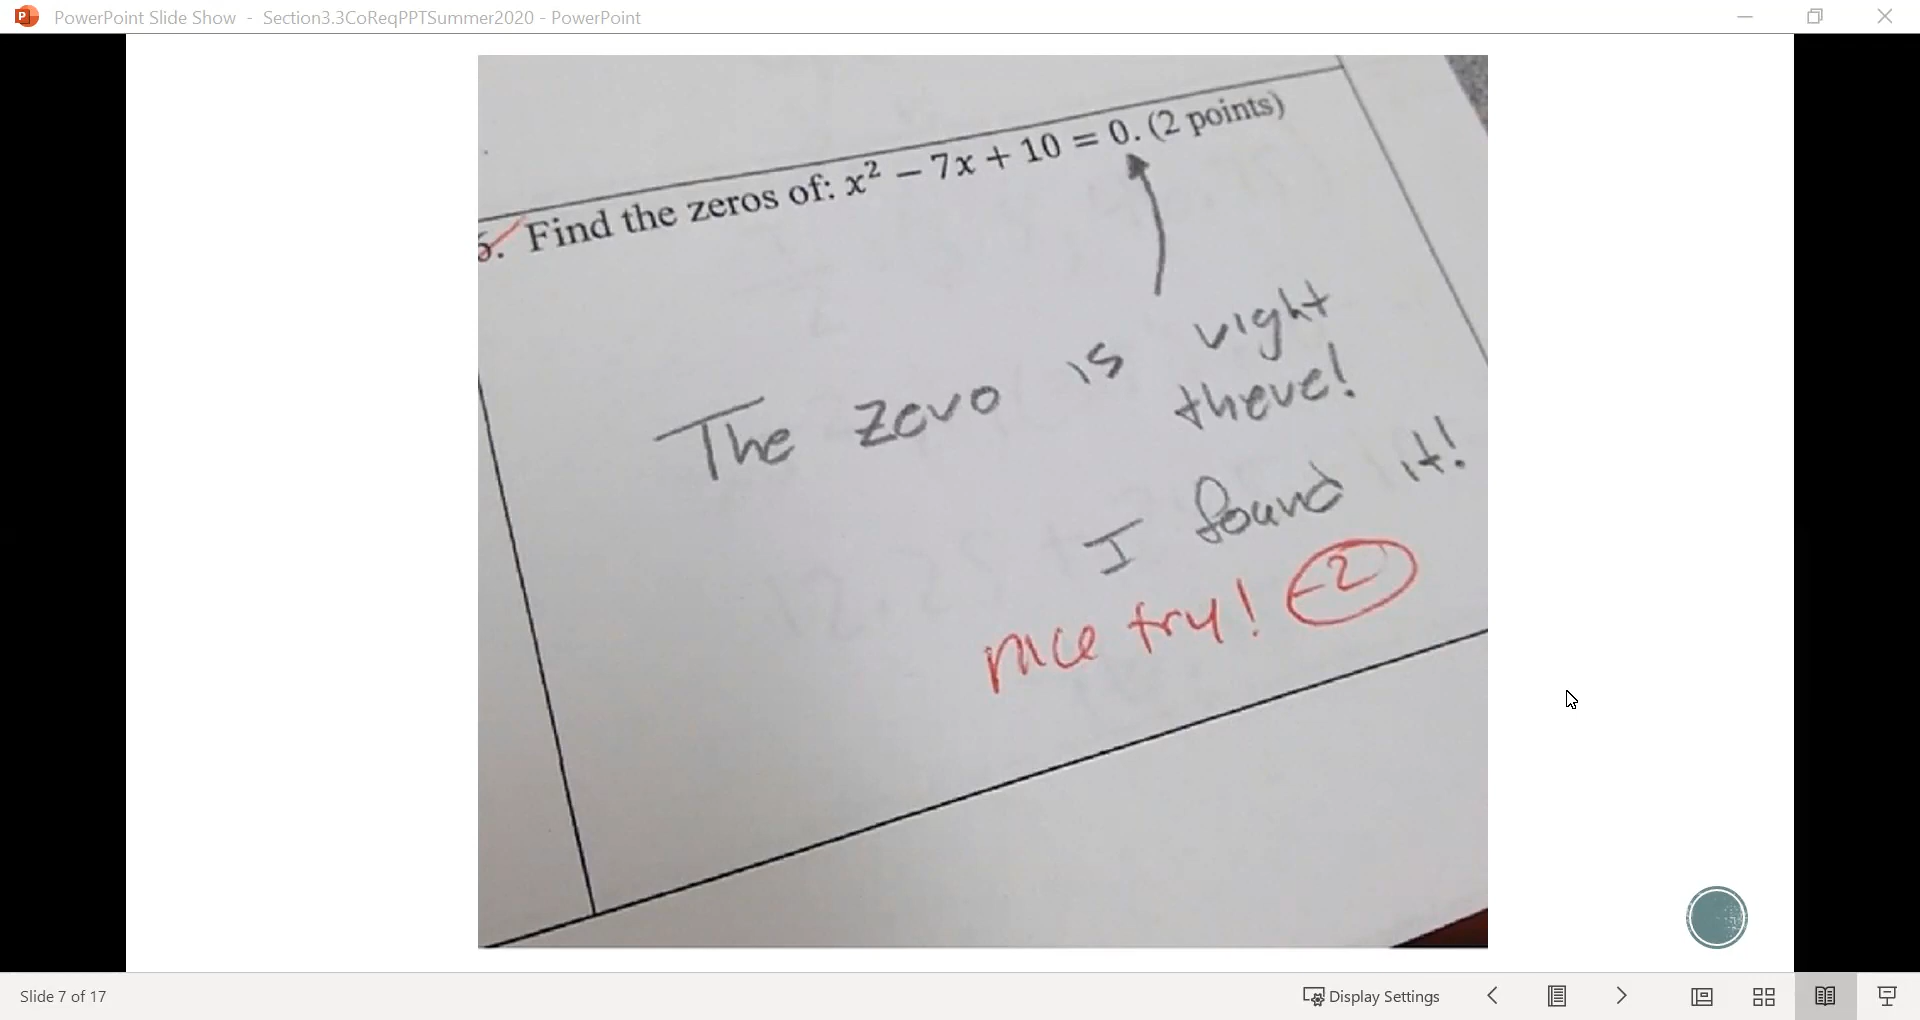 PowerPoint Slide Show - Section3.3CoReqPPTSummer2020 - PowerPoint
6. Find the zeros of: x² − 7x + 10 = 0. (2 points)
The zero is right
there!
I found it!
nice try! -2
Slide 7 of 17
Display Settings